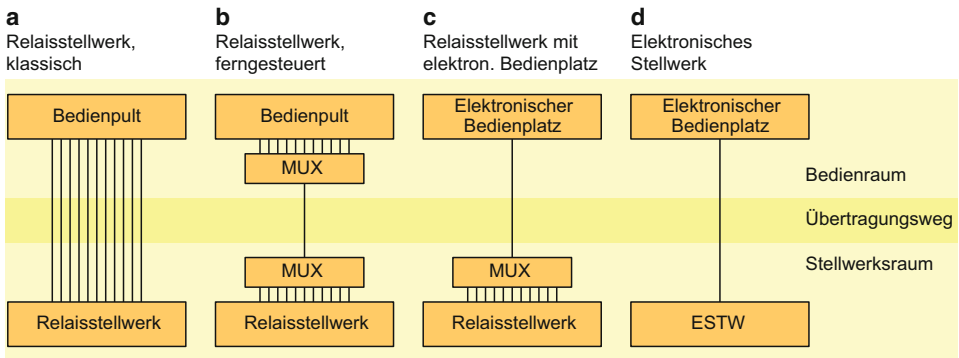 a
Relaisstellwerk,
klassisch
b
Relaisstellwerk,
ferngesteuert
c
Relaisstellwerk mit
elektron. Bedienplatz
d
Elektronisches
Stellwerk
Bedienpult
Bedienpult
Elektronischer
Bedienplatz
Elektronischer
Bedienplatz
MUX
Bedienraum
Übertragungsweg
MUX
MUX
Stellwerksraum
Relaisstellwerk
Relaisstellwerk
Relaisstellwerk
ESTW